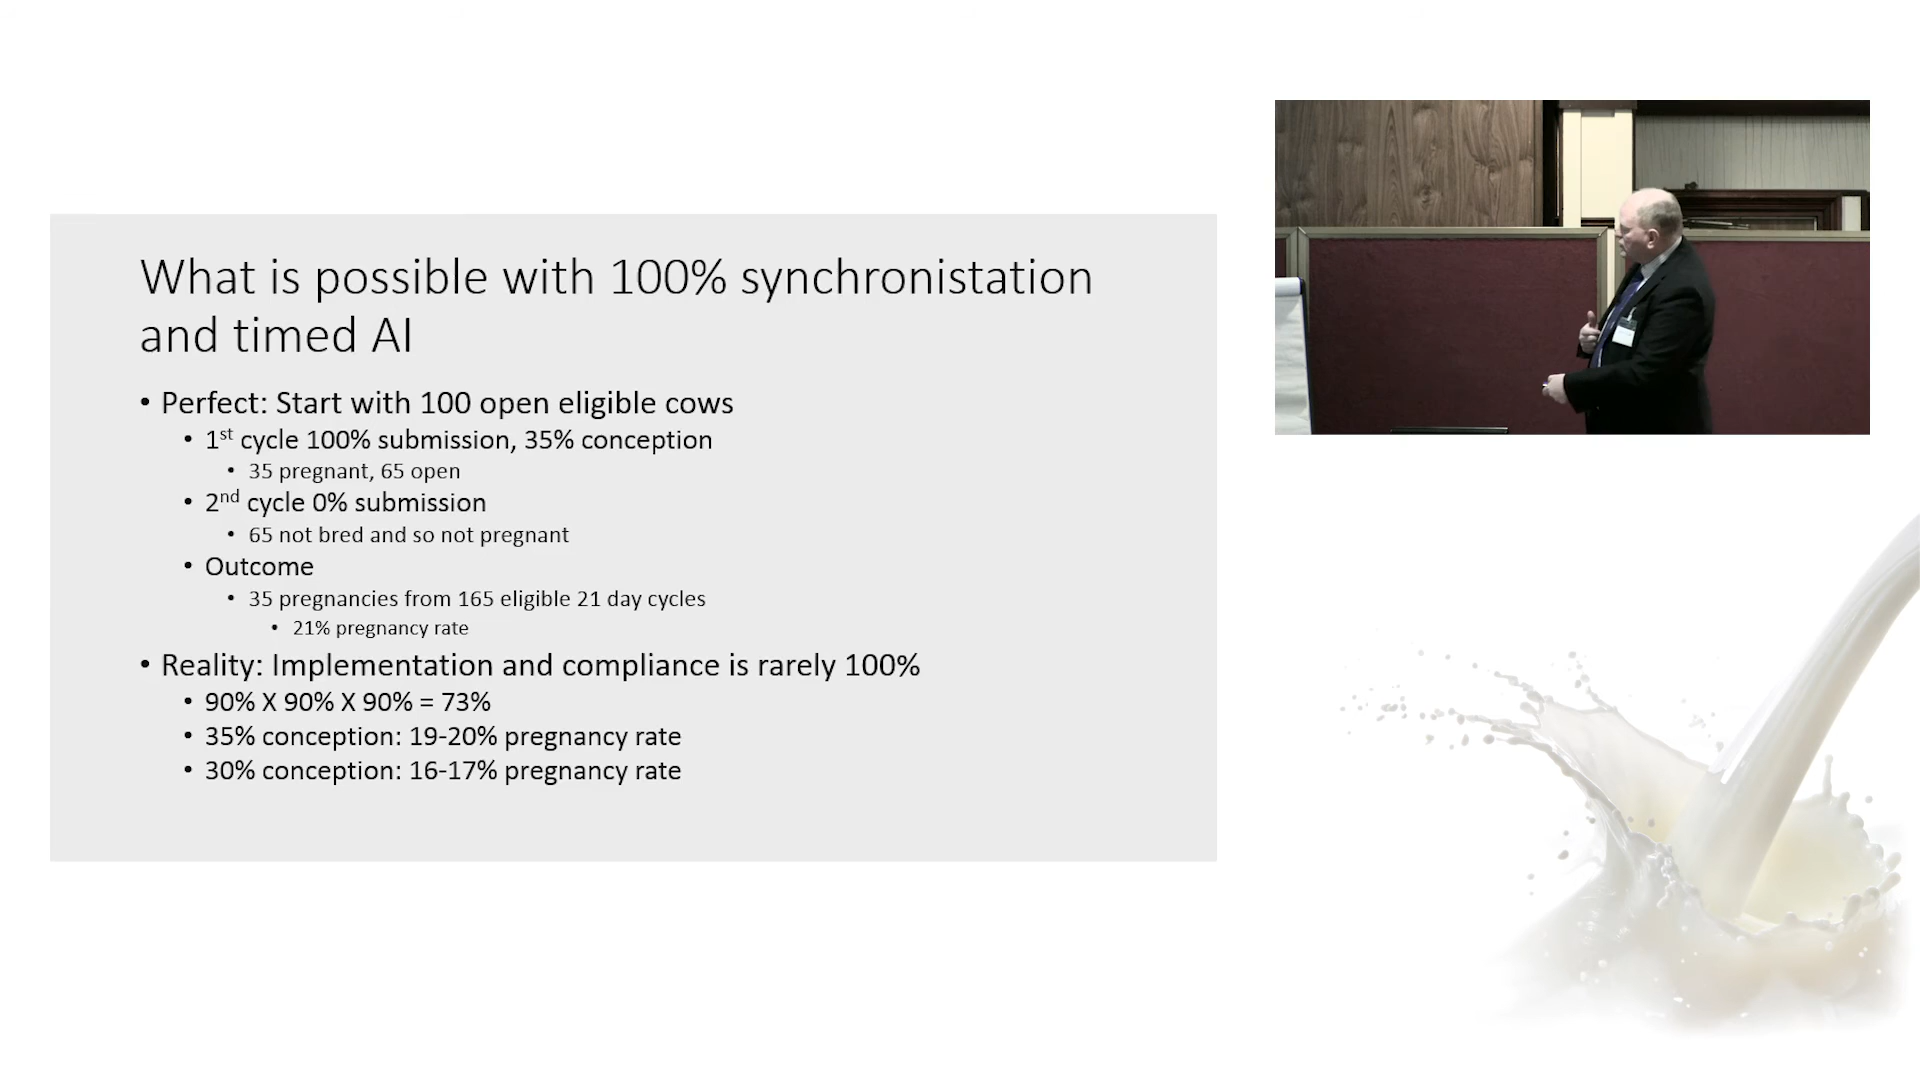 What is possible with 100% synchronistation
and timed AI
• Perfect: Start with 100 open eligible cows
• 1st cycle 100% submission, 35% conception
• 35 pregnant, 65 open
• 2nd cycle 0% submission
• 65 not bred and so not pregnant
• Outcome
• 35 pregnancies from 165 eligible 21 day cycles
• 21% pregnancy rate
• Reality: Implementation and compliance is rarely 100%
• 90% X 90% X 90% = 73%
• 35% conception: 19-20% pregnancy rate
• 30% conception: 16-17% pregnancy rate